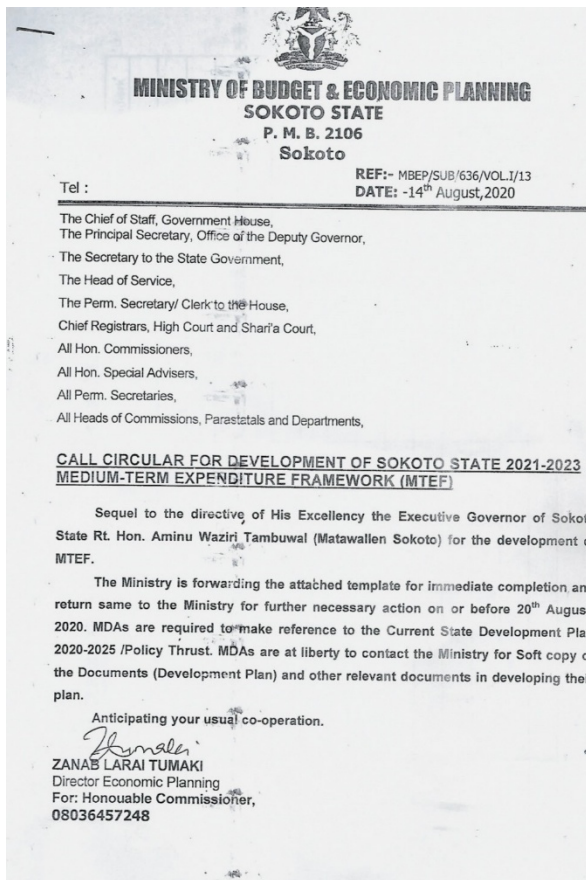 MINISTRY OF BUDGET & ECONOMIC PLANNING
SOKOTO STATE
P. M. B. 2106
Sokoto
REF:- MBEP/SUB/636/VOL.I/13
Tel :
DATE: -14th August,2020
The Chief of Staff, Government House,
The Principal Secretary, Office of the Deputy Governor,
The Secretary to the State Government,
The Head of Service,
The Perm. Secretary/ Clerk to the House,
Chief Registrars, High Court and Shari'a Court,
All Hon. Commissioners,
All Hon. Special Advisers,
All Perm. Secretaries,
All Heads of Commissions, Parastatals and Departments,
CALL CIRCULAR FOR DEVELOPMENT OF SOKOTO STATE 2021-2023
MEDIUM-TERM EXPENDITURE FRAMEWORK (MTEF)
Sequel to the directive of His Excellency the Executive Governor of Sokot
State Rt. Hon. Aminu Waziri Tambuwal (Matawallen Sokoto) for the development
MTEF.
The Ministry is forwarding the attached template for immediate completion an
return same to the Ministry for further necessary action on or before 20th Augus
2020. MDAs are required to make reference to the Current State Development Pla
2020-2025 /Policy Thrust. MDAs are at liberty to contact the Ministry for Soft copy
the Documents (Development Plan) and other relevant documents in developing thei
plan.
Anticipating your usual co-operation.
ZANAB LARAI TUMAKI
Director Economic Planning
For: Honouable Commissioner,
08036457248